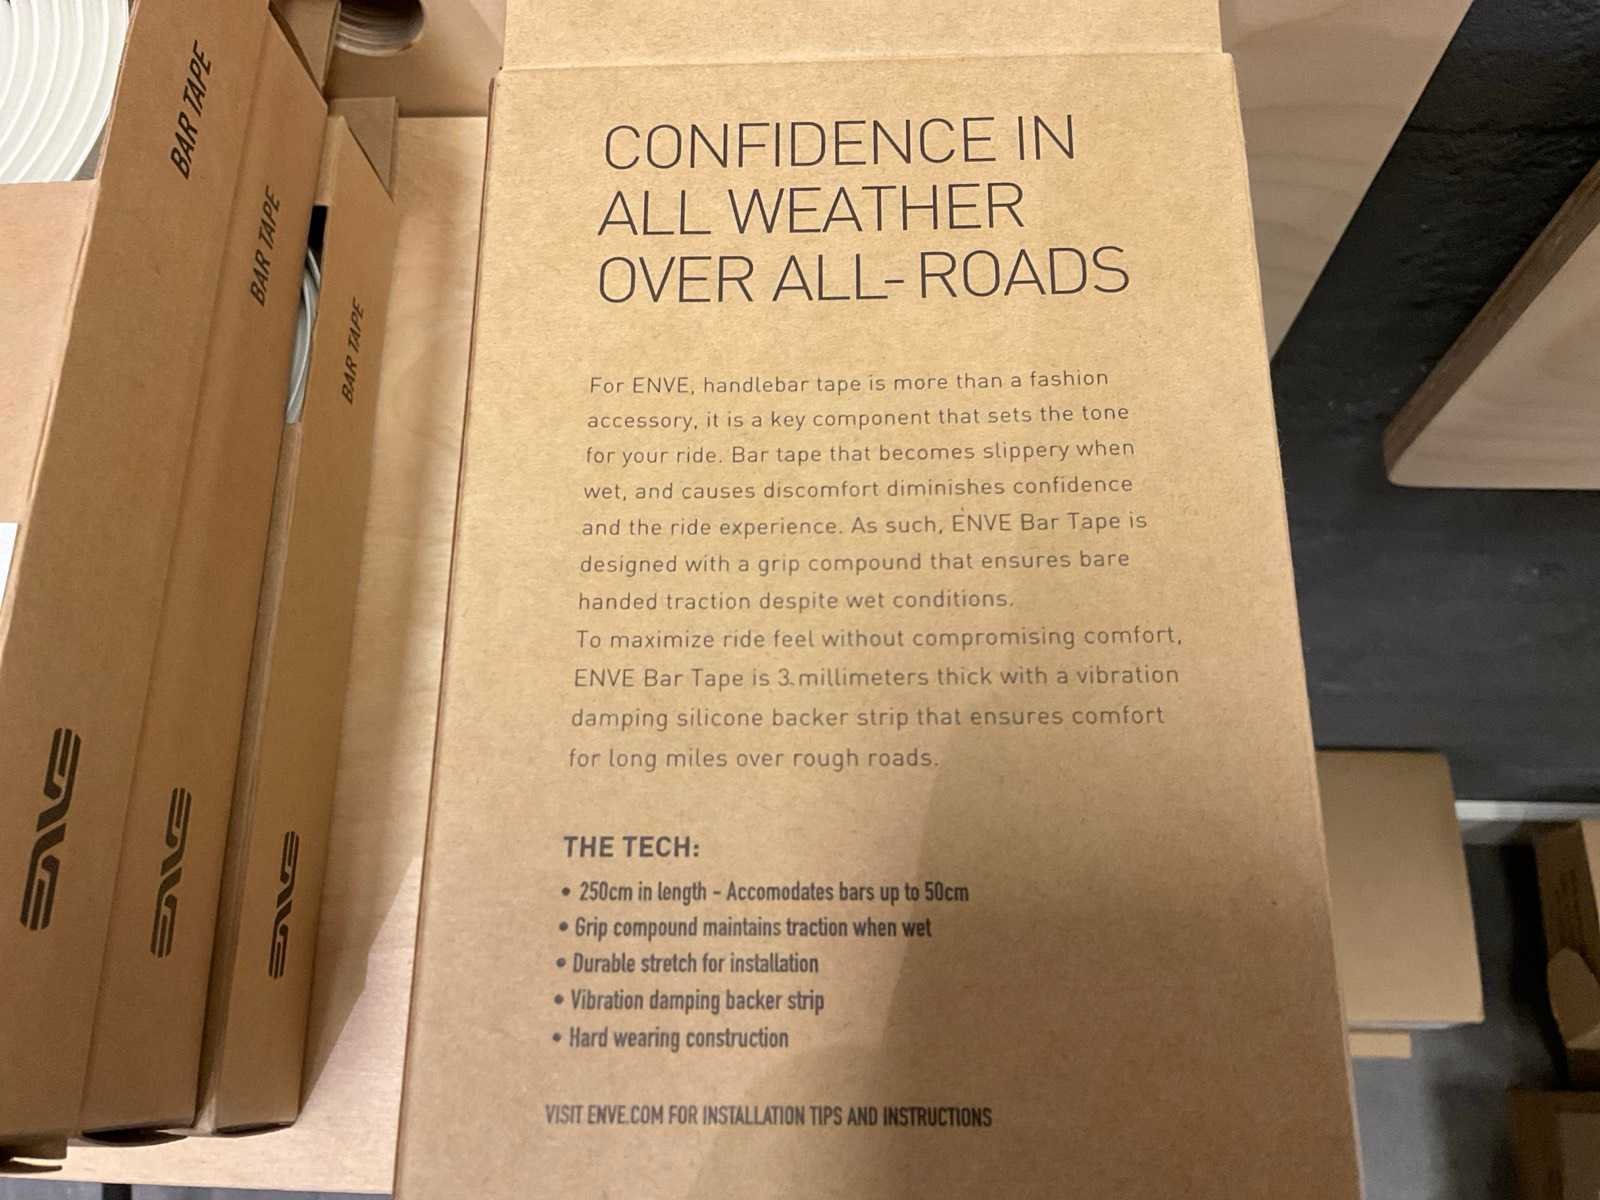 BAR TAPE
BAR TAPE
BAR TAPE
ENVE
ENVE
ENVE
CONFIDENCE IN
ALL WEATHER
OVER ALL-ROADS
For ENVE, handlebar tape is more than a fashion
accessory, it is a key component that sets the tone
for your ride. Bar tape that becomes slippery when
wet, and causes discomfort diminishes confidence
and the ride experience. As such, ENVE Bar Tape is
designed with a grip compound that ensures bare
handed traction despite wet conditions.
To maximize ride feel without compromising comfort,
ENVE Bar Tape is 3 millimeters thick with a vibration
damping silicone backer strip that ensures comfort
for long miles over rough roads.
THE TECH:
• 250cm in length - Accomodates bars up to 50cm
• Grip compound maintains traction when wet
• Durable stretch for installation
• Vibration damping backer strip
• Hard wearing construction
VISIT ENVE.COM FOR INSTALLATION TIPS AND INSTRUCTIONS